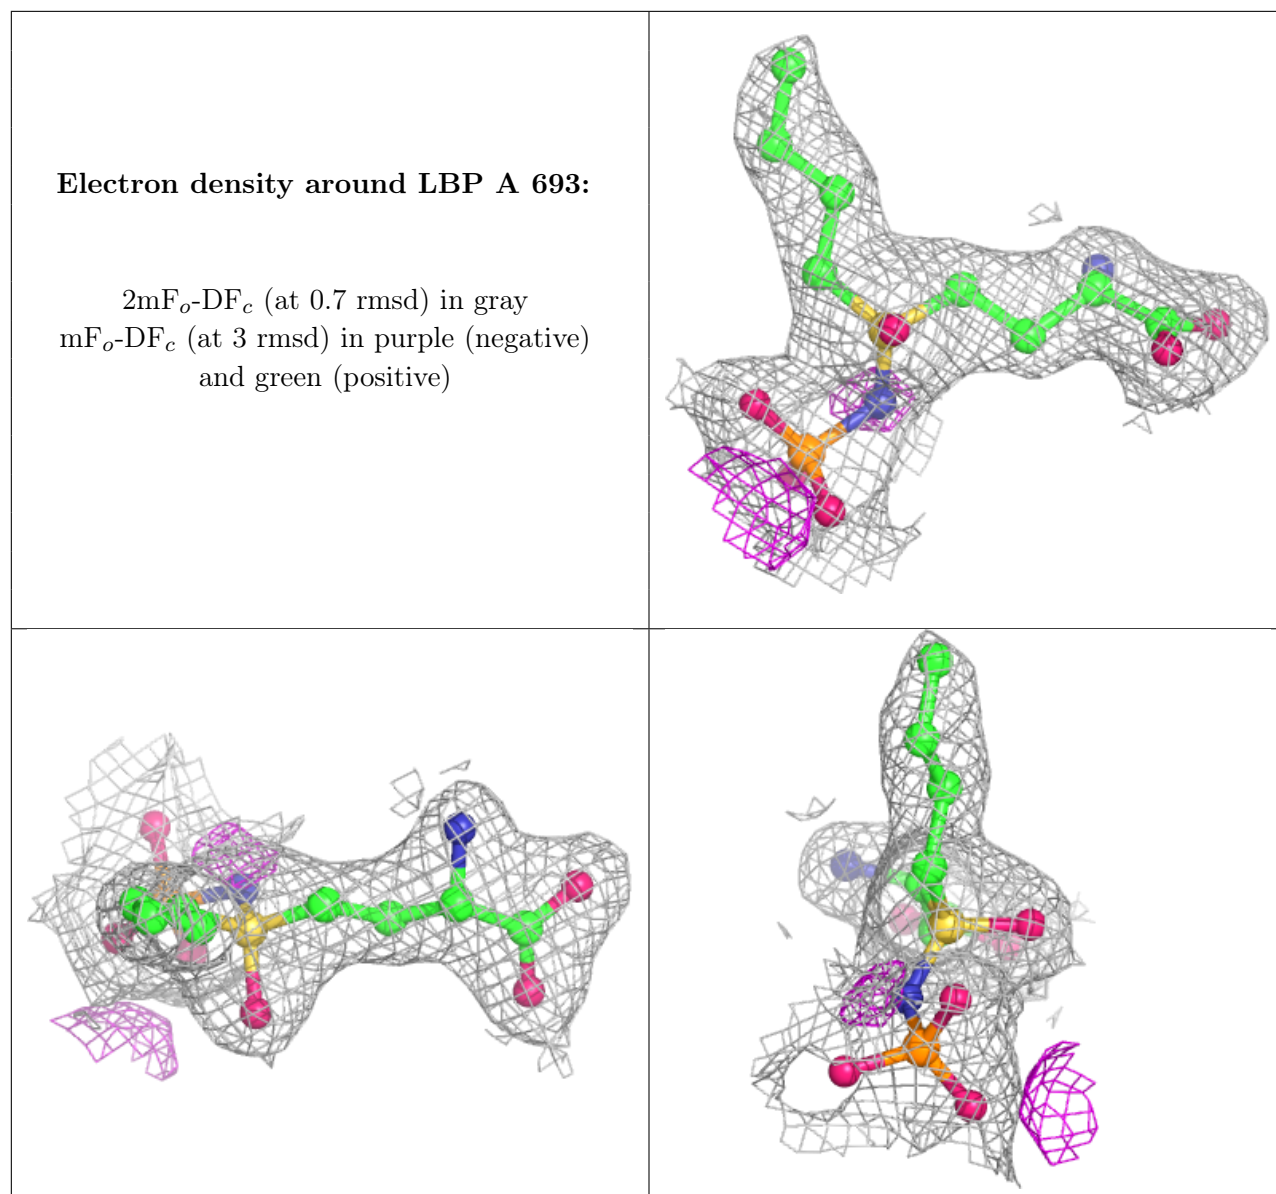 Electron density around LBP A 693:
2mFo-DFc (at 0.7 rmsd) in gray
mFo-DFc (at 3 rmsd) in purple (negative)
and green (positive)